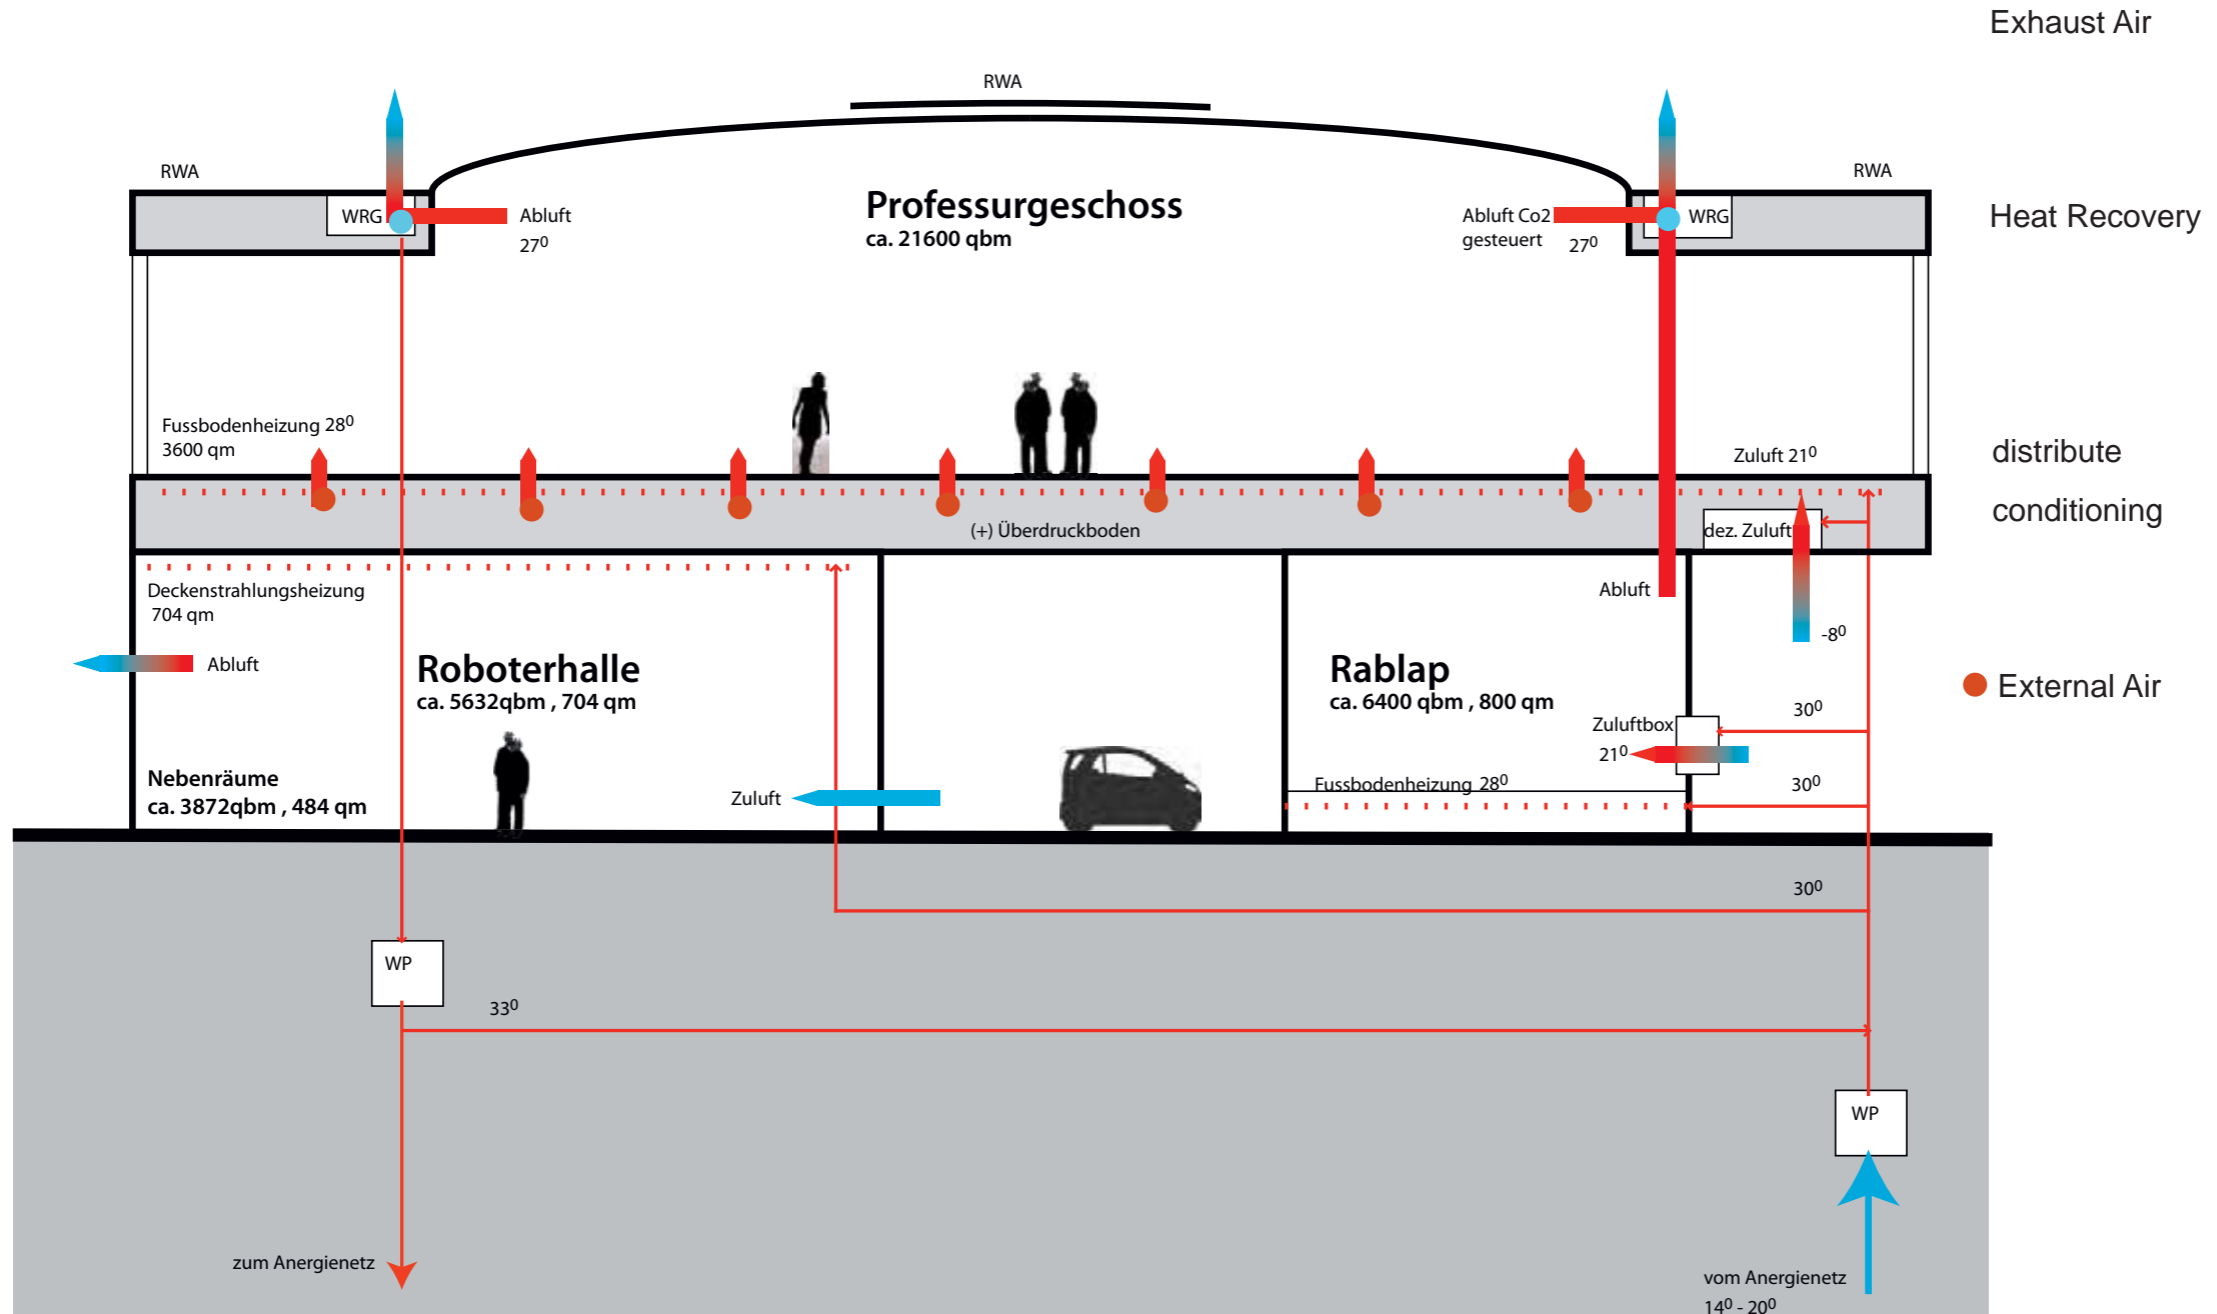 Exhaust Air
RWA
RWA
RWA
WRG
Abluft
27⁰
Professurgeschoss
ca. 21600 qbm
Abluft Co2
gesteuert
27⁰
WRG
Heat Recovery
Fussbodenheizung 28⁰
3600 qm
Zuluft 21⁰
distribute
conditioning
(+) Überdruckboden
dez. Zuluft
Deckenstrahlungsheizung
704 qm
Abluft
-8⁰
Abluft
Roboterhalle
ca. 5632qbm , 704 qm
Rablap
ca. 6400 qbm , 800 qm
External Air
Zuluftbox
21⁰
30⁰
Nebenräume
ca. 3872qbm , 484 qm
Zuluft
Fussbodenheizung 28⁰
30⁰
30⁰
WP
33⁰
WP
zum Anergienetz
vom Anergienetz
14⁰ - 20⁰